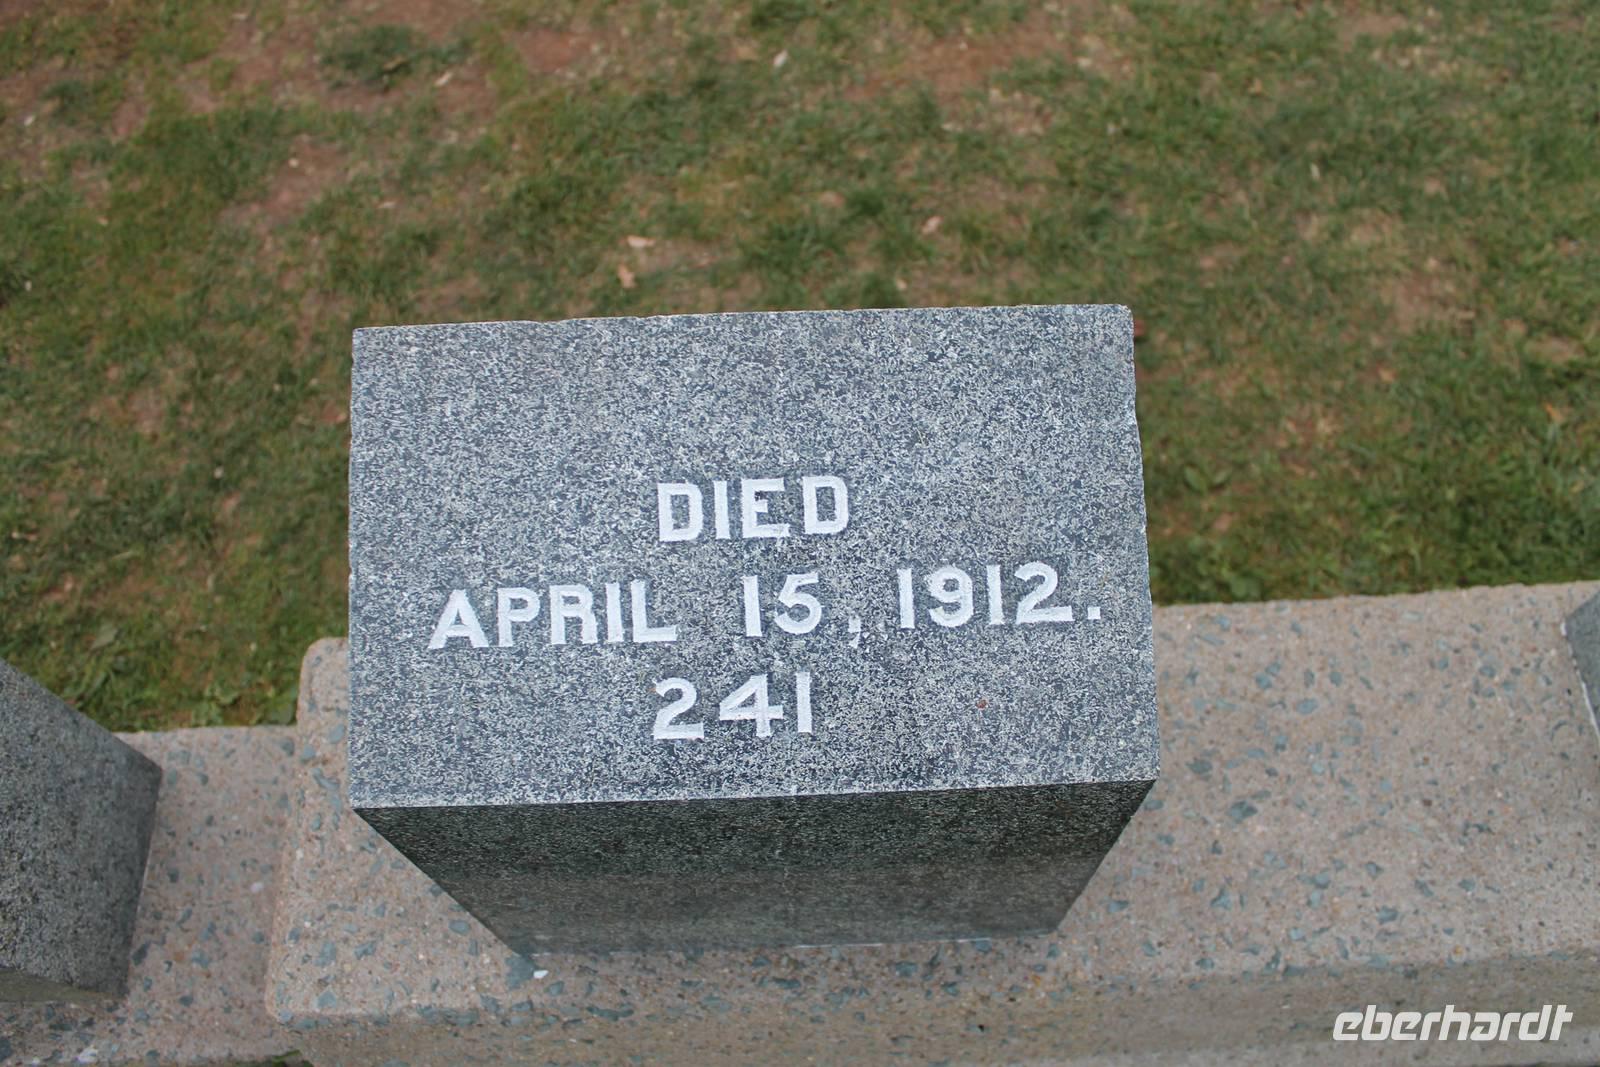 DIED
APRIL 15, 1912.
241
eberhardt